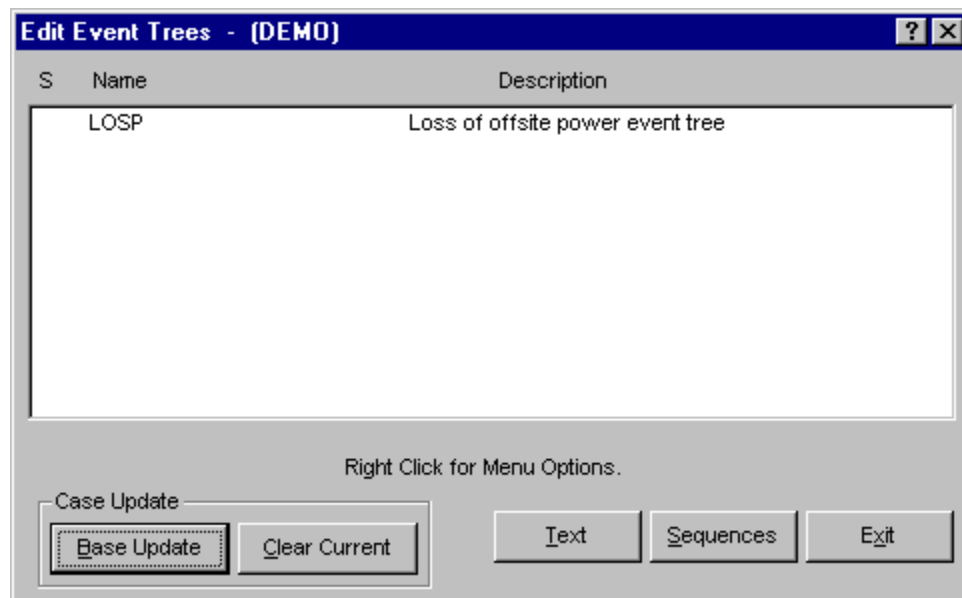 Edit Event Trees - (DEMO)
S Name Description
LOSP Loss of offsite power event tree
Right Click for Menu Options.
Case Update
Base Update Clear Current Text Sequences Exit